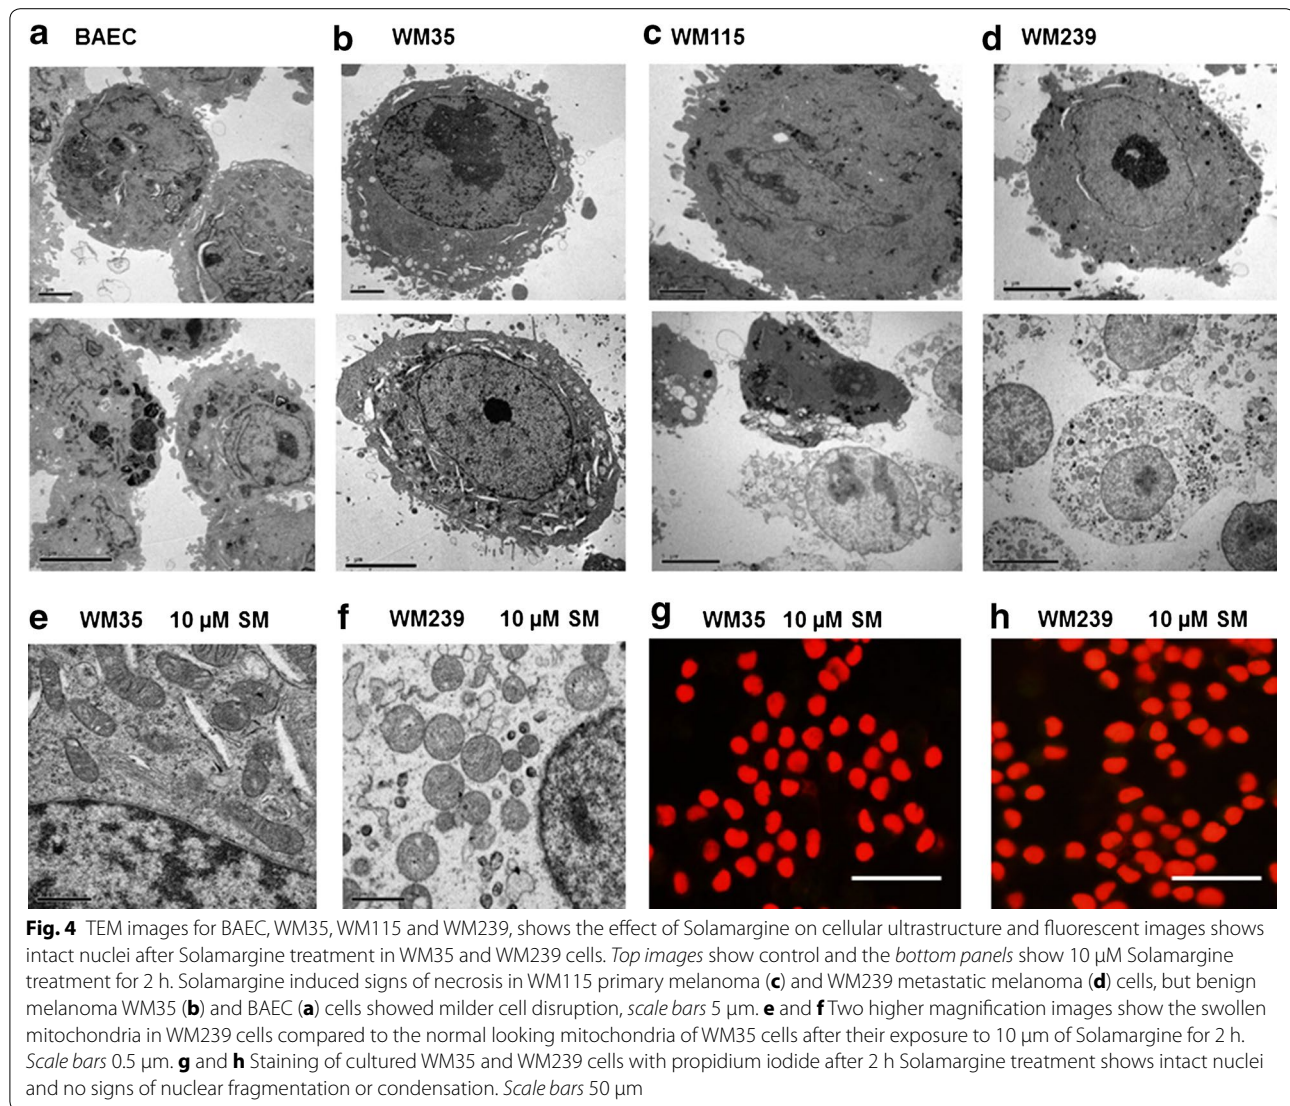 a BAEC
b WM35
c WM115
d WM239
2 µm
5 µm
e WM35 10 µM SM
f WM239 10 µM SM
g WM35 10 µM SM
h WM239 10 µM SM
Fig. 4 TEM images for BAEC, WM35, WM115 and WM239, shows the effect of Solamargine on cellular ultrastructure and fluorescent images shows
intact nuclei after Solamargine treatment in WM35 and WM239 cells. Top images show control and the bottom panels show 10 µM Solamargine
treatment for 2 h. Solamargine induced signs of necrosis in WM115 primary melanoma (c) and WM239 metastatic melanoma (d) cells, but benign
melanoma WM35 (b) and BAEC (a) cells showed milder cell disruption, scale bars 5 µm. e and f Two higher magnification images show the swollen
mitochondria in WM239 cells compared to the normal looking mitochondria of WM35 cells after their exposure to 10 µm of Solamargine for 2 h.
Scale bars 0.5 µm. g and h Staining of cultured WM35 and WM239 cells with propidium iodide after 2 h Solamargine treatment shows intact nuclei
and no signs of nuclear fragmentation or condensation. Scale bars 50 µm